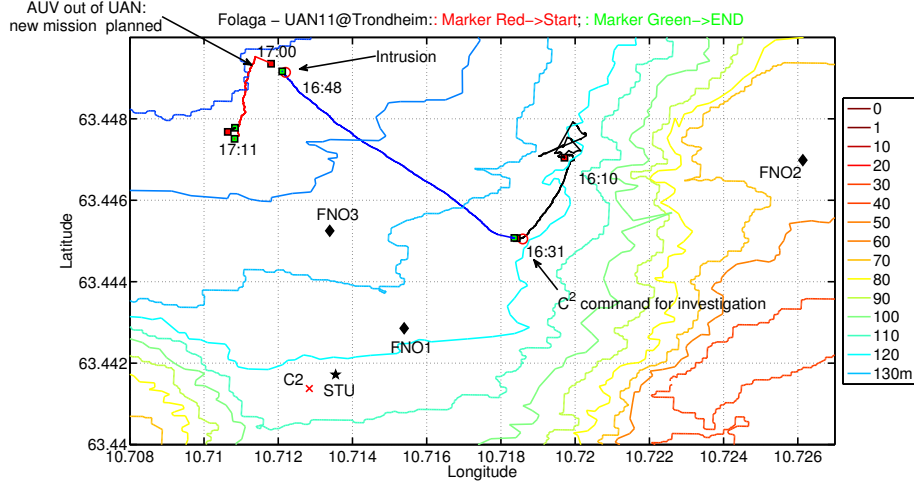 AUV out of UAN:
new mission planned
Folaga − UAN11@Trondheim:: Marker Red−>Start; : Marker Green−>END
17:00
Intrusion
16:48
63.448
17:11
16:10
FNO2
63.446
FNO3
16:31
63.444
C2 command for investigation
FNO1
63.442
C2
STU
63.44
10.708
10.712
10.714
10.716
10.718
10.72
10.722
10.724
10.726
Latitude
Longitude
0
1
10
20
30
40
50
60
70
80
90
100
110
120
130m